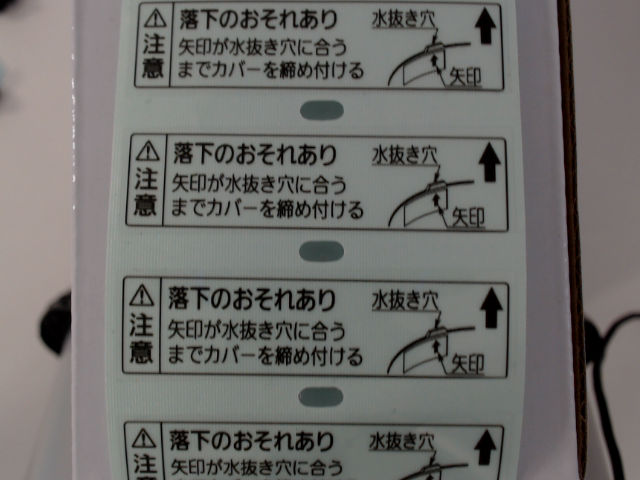 注意
落下のおそれあり
矢印が水抜き穴に合う
までカバーを締め付ける
水抜き穴
矢印
注意
落下のおそれあり
矢印が水抜き穴に合う
までカバーを締め付ける
水抜き穴
矢印
注意
落下のおそれあり
矢印が水抜き穴に合う
までカバーを締め付ける
水抜き穴
矢印
注
落下のおそれあり
矢印が水抜き穴に合う
水抜き穴